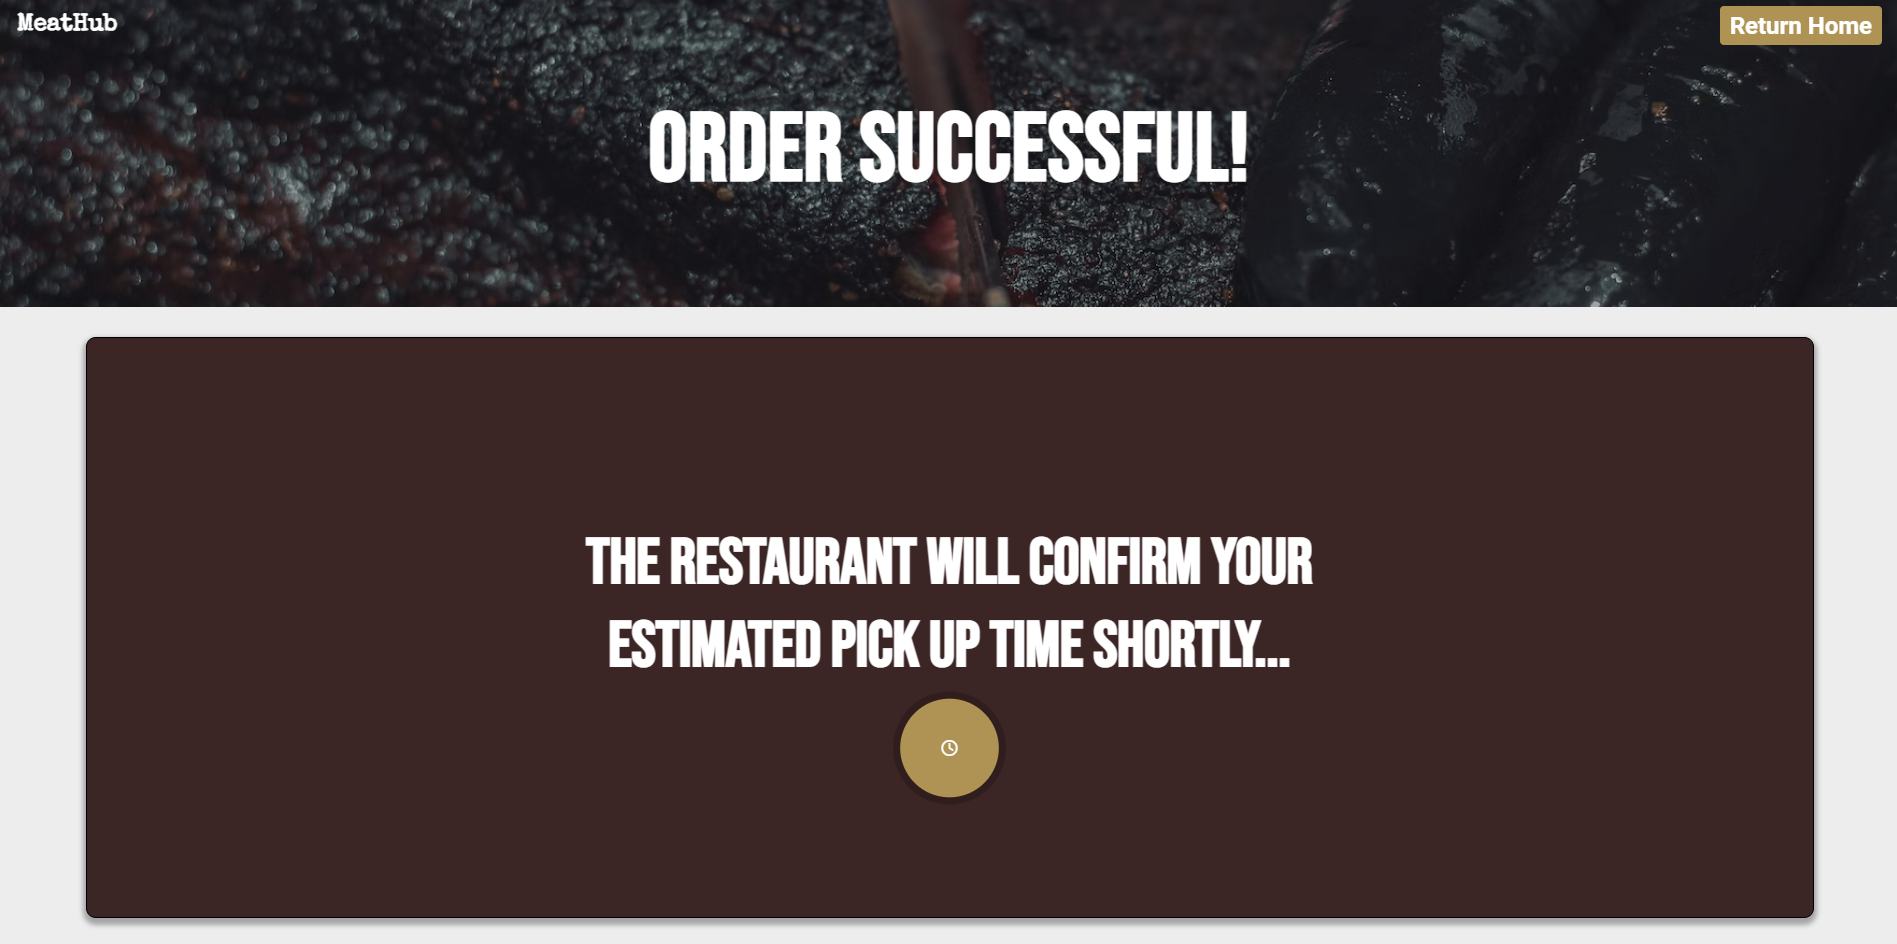 MeatHub
Return Home
ORDER SUCCESSFUL!
THE RESTAURANT WILL CONFIRM YOUR
ESTIMATED PICK UP TIME SHORTLY...